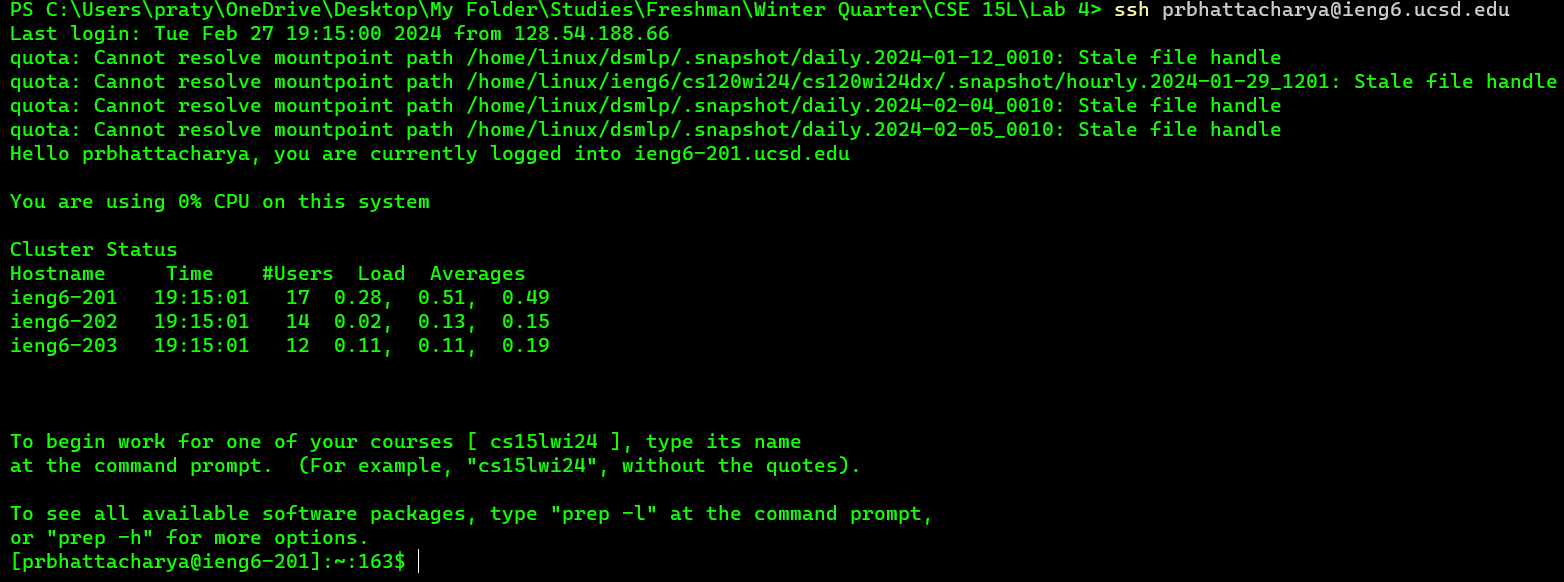 PS C:\Users\praty\OneDrive\Desktop\My Folder\Studies\Freshman\Winter Quarter\CSE 15L\Lab 4> ssh prbhattacharya@ieng6.ucsd.edu
Last login: Tue Feb 27 19:15:00 2024 from 128.54.188.66
quota: Cannot resolve mountpoint path /home/linux/dsmlp/.snapshot/daily.2024-01-12_0010: Stale file handle
quota: Cannot resolve mountpoint path /home/linux/ieng6/cs120wi24/cs120wi24dx/.snapshot/hourly.2024-01-29_1201: Stale file handle
quota: Cannot resolve mountpoint path /home/linux/dsmlp/.snapshot/daily.2024-02-04_0010: Stale file handle
quota: Cannot resolve mountpoint path /home/linux/dsmlp/.snapshot/daily.2024-02-05_0010: Stale file handle
Hello prbhattacharya, you are currently logged into ieng6-201.ucsd.edu
You are using 0% CPU on this system
Cluster Status
Hostname     Time    #Users  Load  Averages
ieng6-201   19:15:01   17  0.28,  0.51,  0.49
ieng6-202   19:15:01   14  0.02,  0.13,  0.15
ieng6-203   19:15:01   12  0.11,  0.11,  0.19
To begin work for one of your courses [ cs15lwi24 ], type its name
at the command prompt.  (For example, "cs15lwi24", without the quotes).
To see all available software packages, type "prep -l" at the command prompt,
or "prep -h" for more options.
[prbhattacharya@ieng6-201]:~:163$